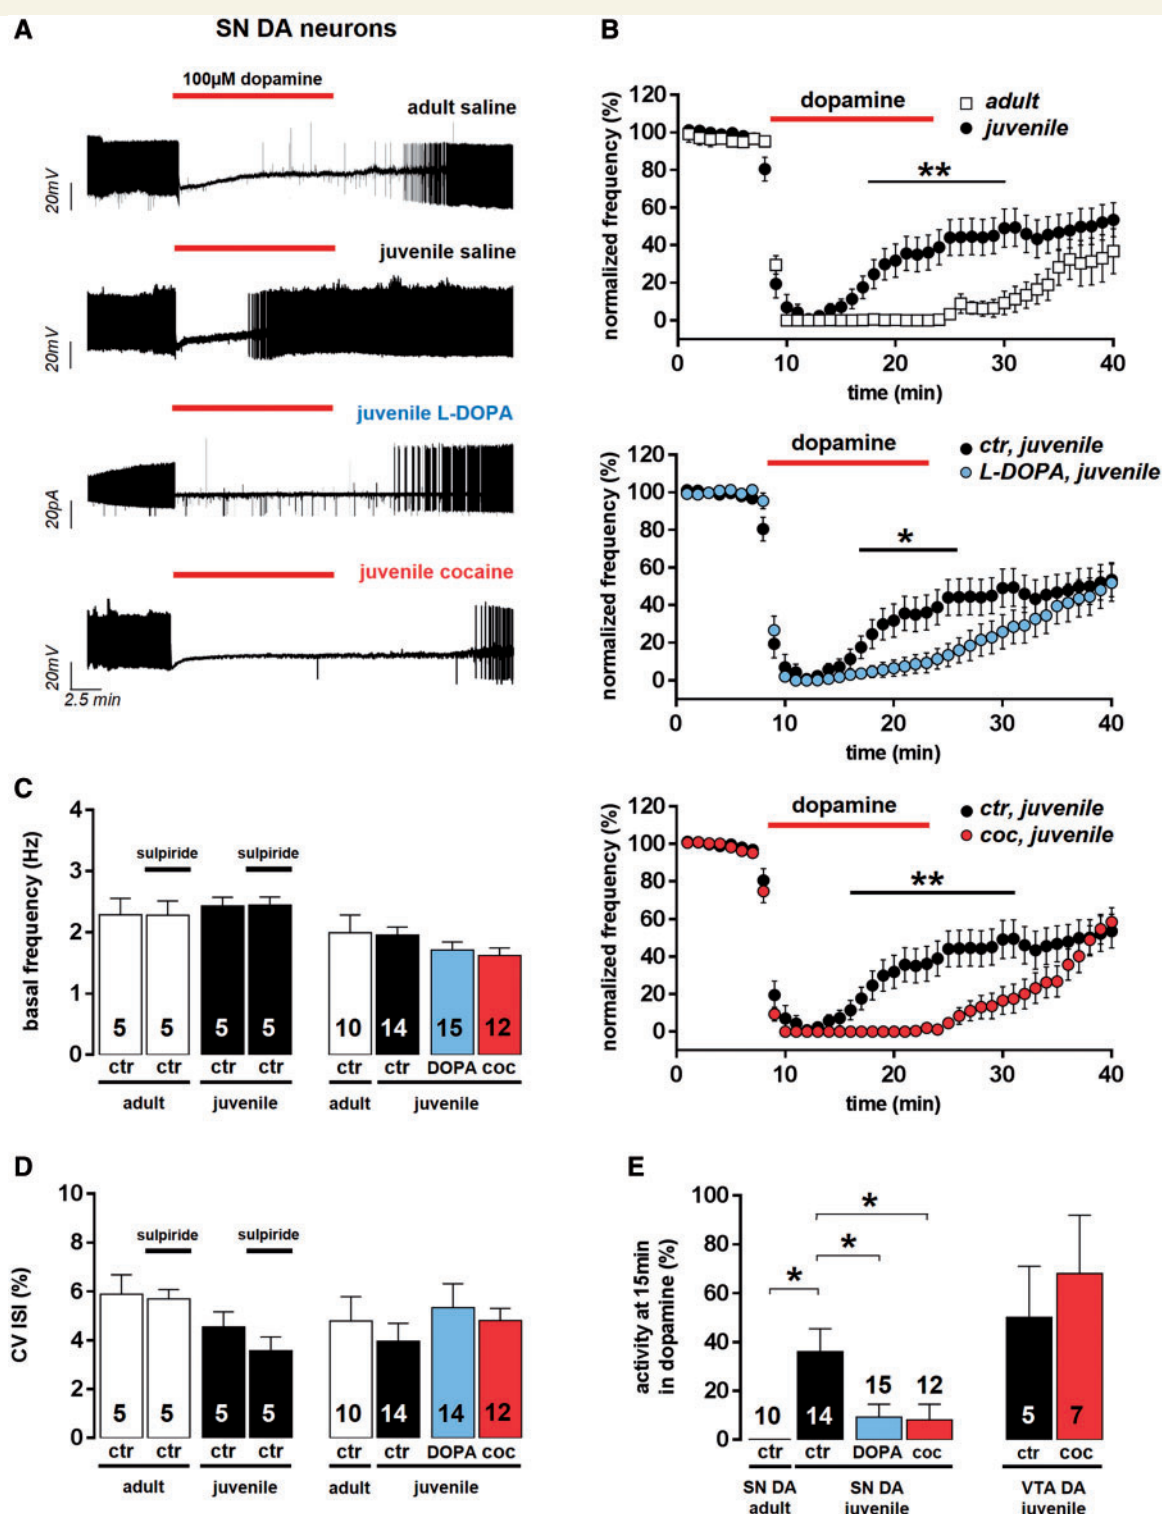 A
SN DA neurons
100µM dopamine
adult saline
20mV
juvenile saline
20mV
juvenile L-DOPA
20pA
juvenile cocaine
20mV
2.5 min
B
normalized frequency (%)
120
100
80
60
40
20
0
dopamine
adult
juvenile
**
0 10 20 30 40
time (min)
normalized frequency (%)
120
100
80
60
40
20
0
dopamine
ctr, juvenile
L-DOPA, juvenile
*
0 10 20 30 40
time (min)
normalized frequency (%)
120
100
80
60
40
20
0
dopamine
ctr, juvenile
coc, juvenile
**
0 10 20 30 40
time (min)
C
basal frequency (Hz)
4
3
2
1
0
sulpiride sulpiride
5 5 5 5 10 14 15 12
ctr ctr ctr ctr ctr ctr DOPA coc
adult juvenile adult juvenile
D
CV ISI (%)
10
8
6
4
2
0
sulpiride sulpiride
5 5 5 5 10 14 14 12
ctr ctr ctr ctr ctr ctr DOPA coc
adult juvenile adult juvenile
E
activity at 15min
in dopamine (%)
100
80
60
40
20
0
*
*
*
10 14 15 12 5 7
ctr ctr DOPA coc ctr coc
SN DA SN DA VTA DA
adult juvenile juvenile